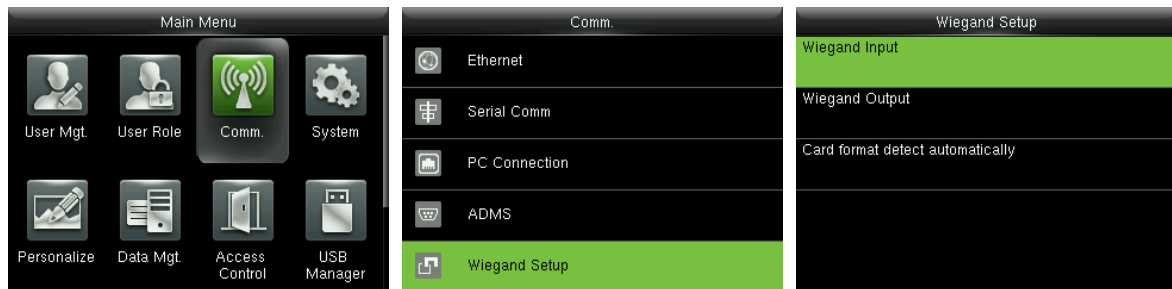 Main Menu
User Mgt.
User Role
Comm.
System
Personalize
Data Mgt.
Access
Control
USB
Manager
Comm.
Ethernet
Serial Comm
PC Connection
ADMS
Wiegand Setup
Wiegand Setup
Wiegand Input
Wiegand Output
Card format detect automatically